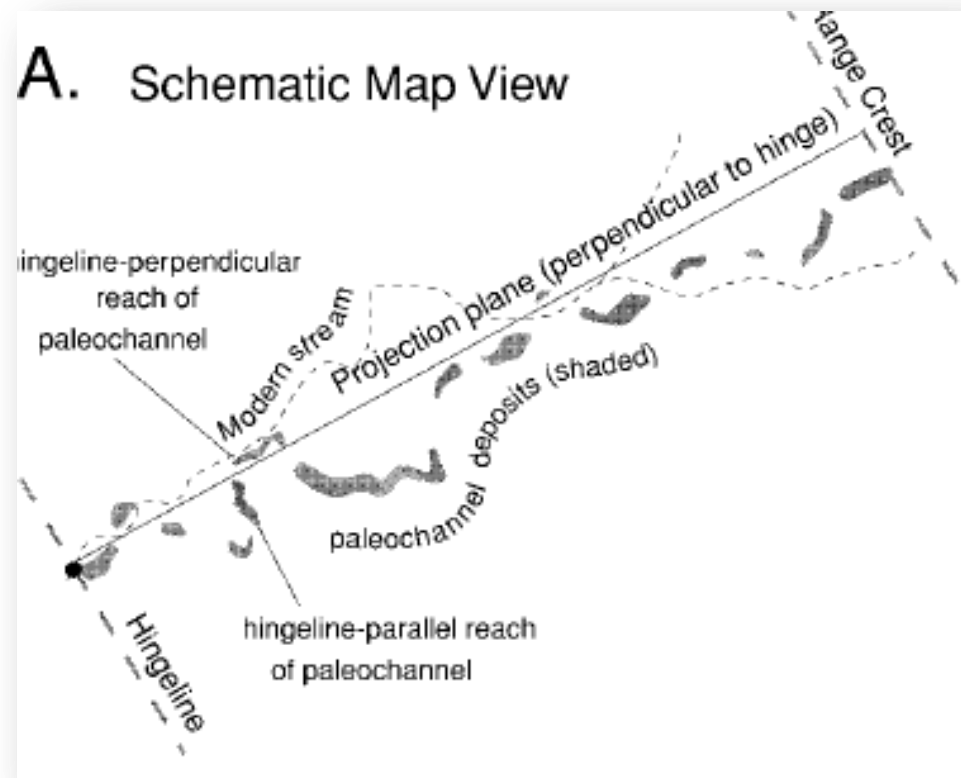 A. Schematic Map View
Range Crest
Projection plane (perpendicular to hinge)
ingeline-perpendicular
reach of
paleochannel
Modern stream
paleochannel deposits (shaded)
hingeline-parallel reach
of paleochannel
Hingeline